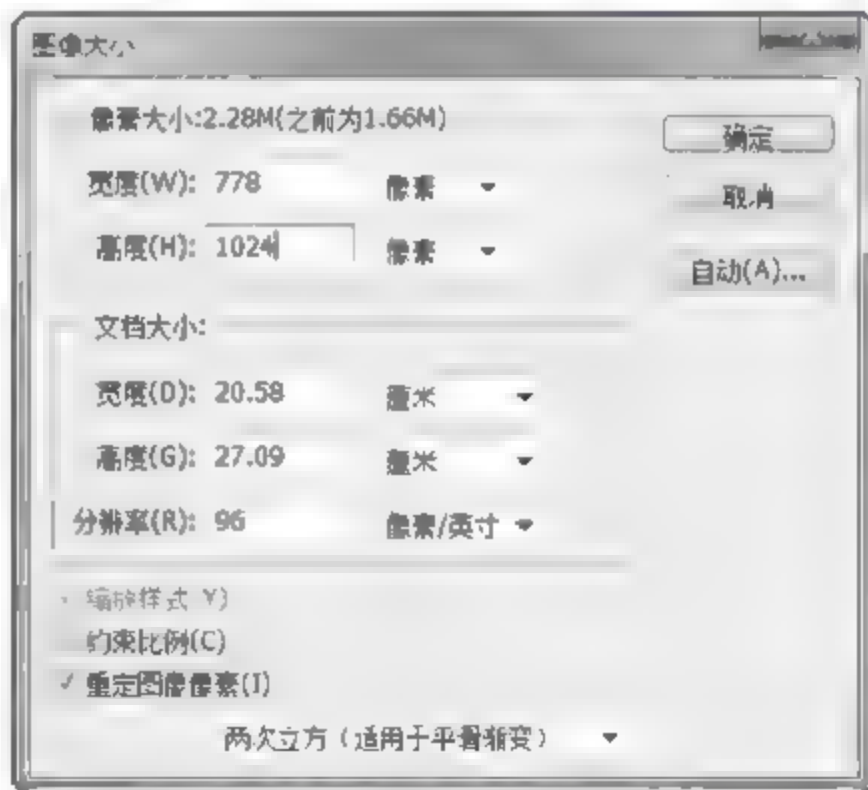 图像大小
像素大小:2.28M(之前为1.66M)
确定
宽度(W): 778 像素
取消
高度(H): 1024 像素
自动(A)...
文档大小:
宽度(D): 20.58 厘米
高度(G): 27.09 厘米
分辨率(R): 96 像素/英寸
缩放样式 Y)
约束比例(C)
重定图像像素(I)
两次立方（适用于平滑渐变）